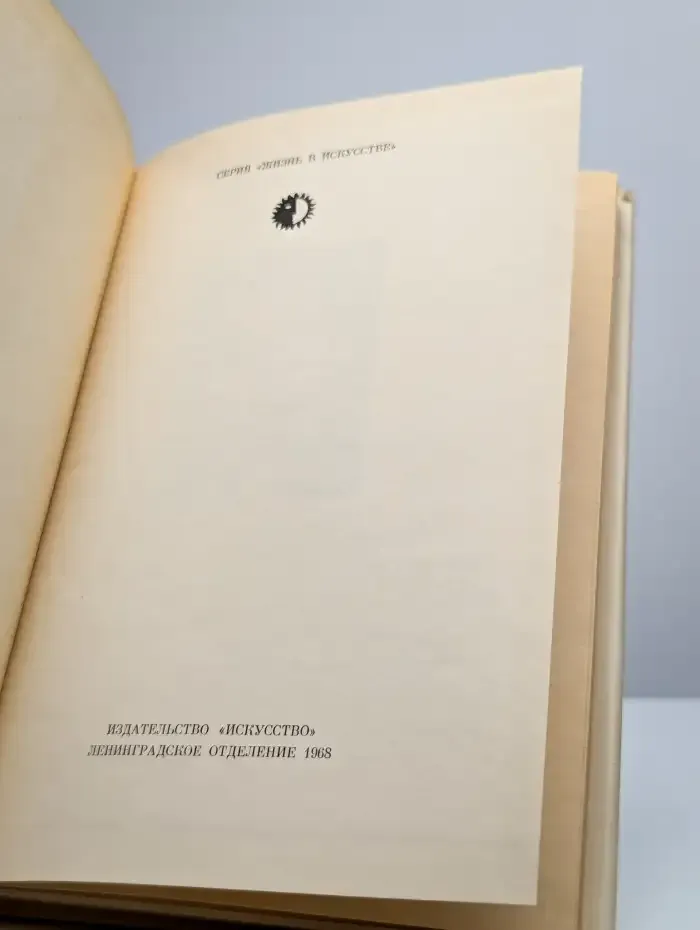 СЕРИЯ «ЖИЗНЬ В ИСКУССТВЕ»
ИЗДАТЕЛЬСТВО «ИСКУССТВО»
ЛЕНИНГРАДСКОЕ ОТДЕЛЕНИЕ 1968